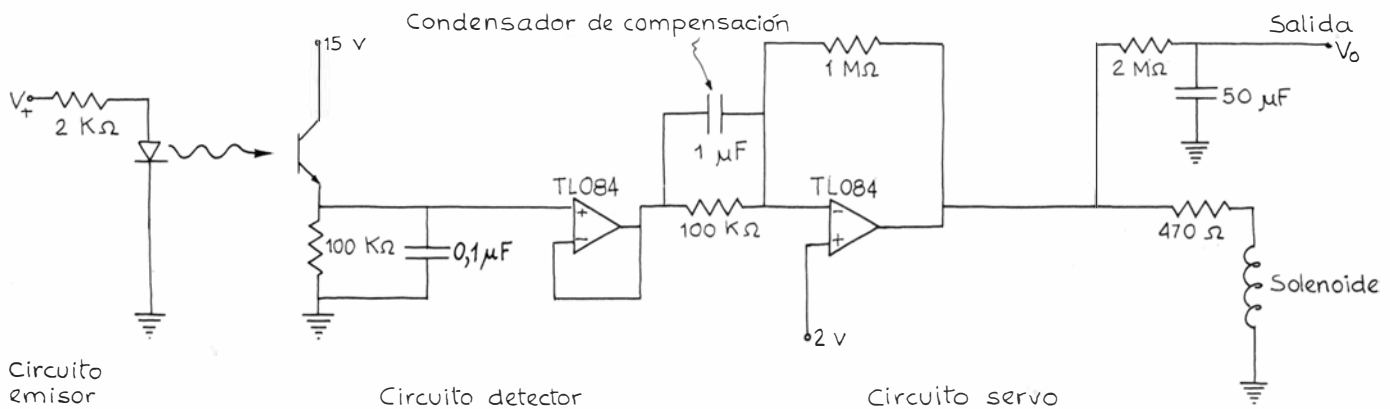 Condensador de compensación
Salida
15 V
V+
2 KΩ
1 MΩ
2 MΩ
Vo
50 µF
1 µF
TL084
TL084
+
-
-
+
100 KΩ
0,1 µF
100 KΩ
470 Ω
Solenoide
2 V
Circuito
emisor
Circuito detector
Circuito servo